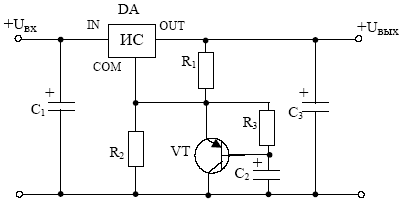 DA
+Uвх
IN
ИС
OUT
+Uвых
COM
R1
+
C1
R2
VT
R3
+
C2
+
C3